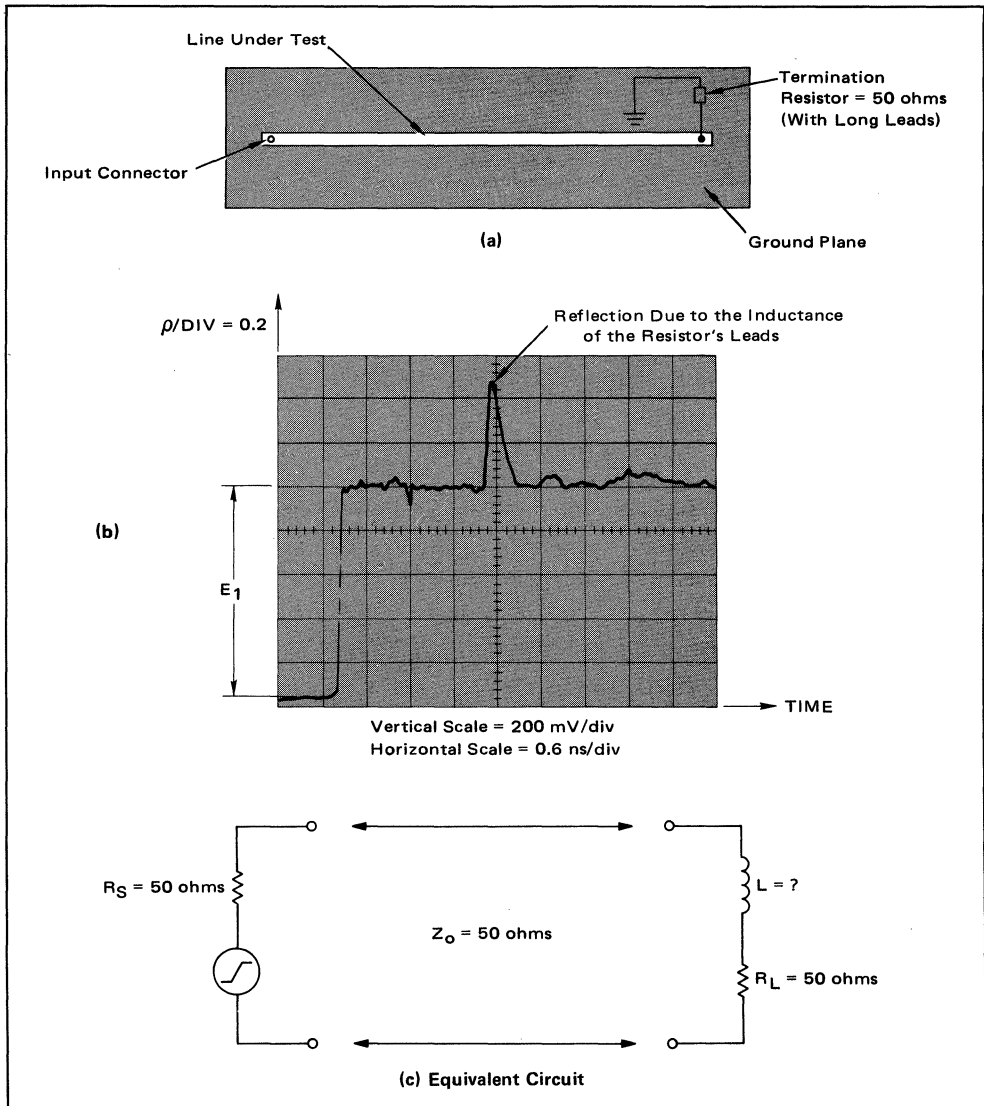 Line Under Test
Termination
Resistor = 50 ohms
(With Long Leads)
Input Connector
(a)
Ground Plane
ρ/DIV = 0.2
Reflection Due to the Inductance
of the Resistor's Leads
(b)
E1
TIME
Vertical Scale = 200 mV/div
Horizontal Scale = 0.6 ns/div
RS = 50 ohms
L = ?
Zo = 50 ohms
RL = 50 ohms
(c) Equivalent Circuit